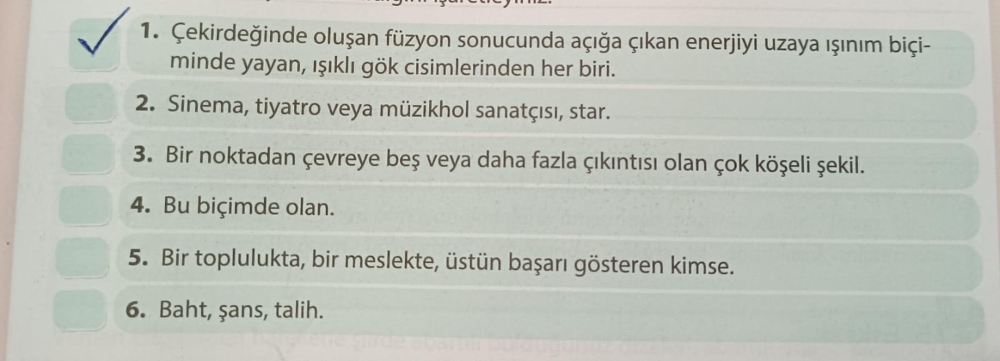 işaretleyiniz.
1. Çekirdeğinde oluşan füzyon sonucunda açığa çıkan enerjiyi uzaya ışınım biçi-
minde yayan, ışıklı gök cisimlerinden her biri.
2. Sinema, tiyatro veya müzikhol sanatçısı, star.
3. Bir noktadan çevreye beş veya daha fazla çıkıntısı olan çok köşeli şekil.
4. Bu biçimde olan.
5. Bir toplulukta, bir meslekte, üstün başarı gösteren kimse.
6. Baht, şans, talih.